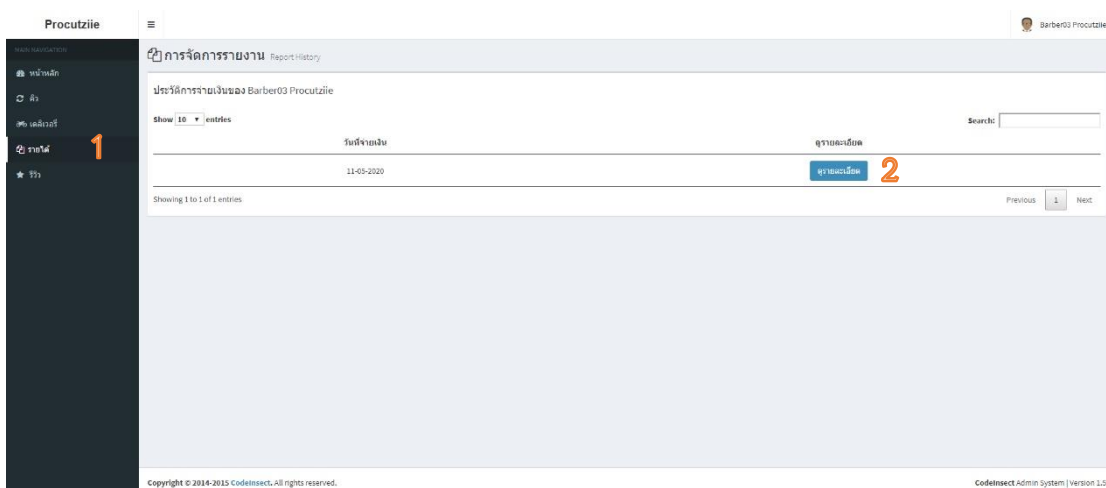 Procutziie
Barber03 Procutziie
MAIN NAVIGATION
หน้าหลัก
คิว
เดลิเวอรี่
รายได้
1
รีวิว
การจัดการรายงาน Report History
ประวัติการจ่ายเงินของ Barber03 Procutziie
Show 10 entries
Search:
วันที่จ่ายเงิน ดูรายละเอียด
11-05-2020 ดูรายละเอียด 2
Showing 1 to 1 of 1 entries
Previous 1 Next
Copyright © 2014-2015 CodeInsect. All rights reserved.
CodeInsect Admin System | Version 1.5